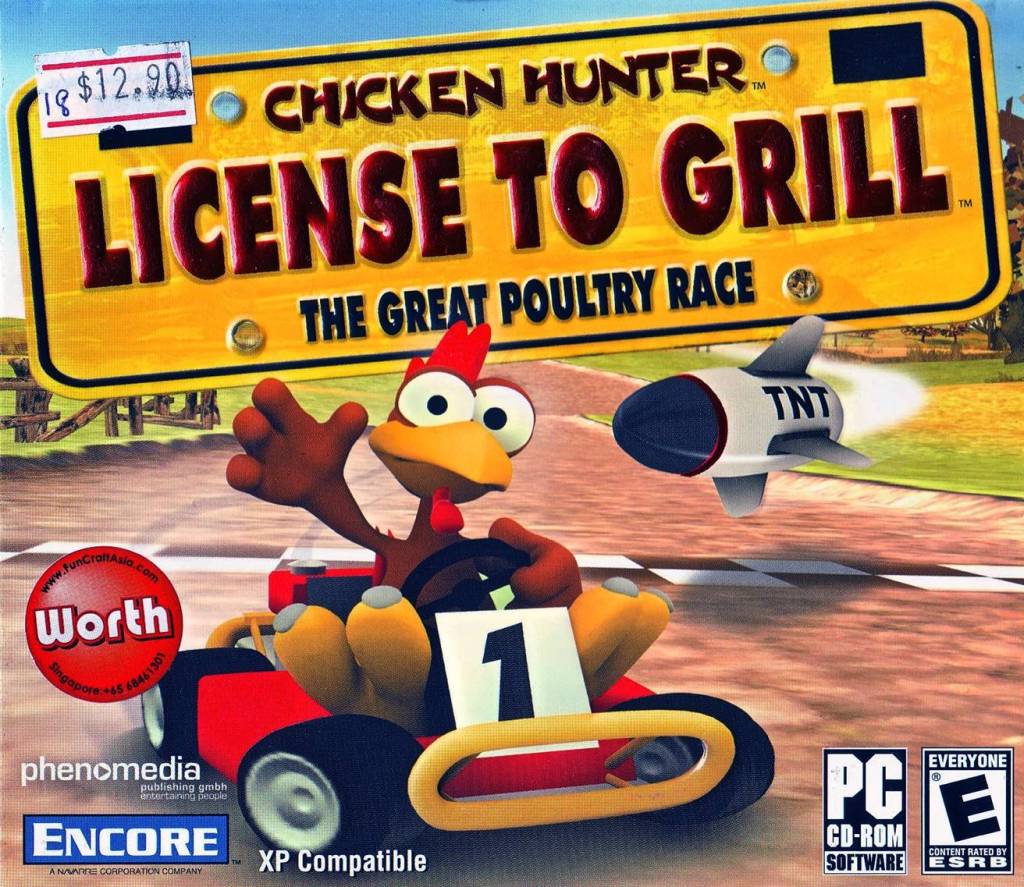 $12.90
18
CHICKEN HUNTER™
LICENSE TO GRILL™
THE GREAT POULTRY RACE
TNT
www.FunCraftAsia.com
Worth
Singapore:+65 68461301
1
phenomedia
publishing gmbh
entertaining people
ENCORE™
A NAVARRE CORPORATION COMPANY
XP Compatible
PC
CD-ROM
SOFTWARE
EVERYONE
®
E
CONTENT RATED BY
ESRB